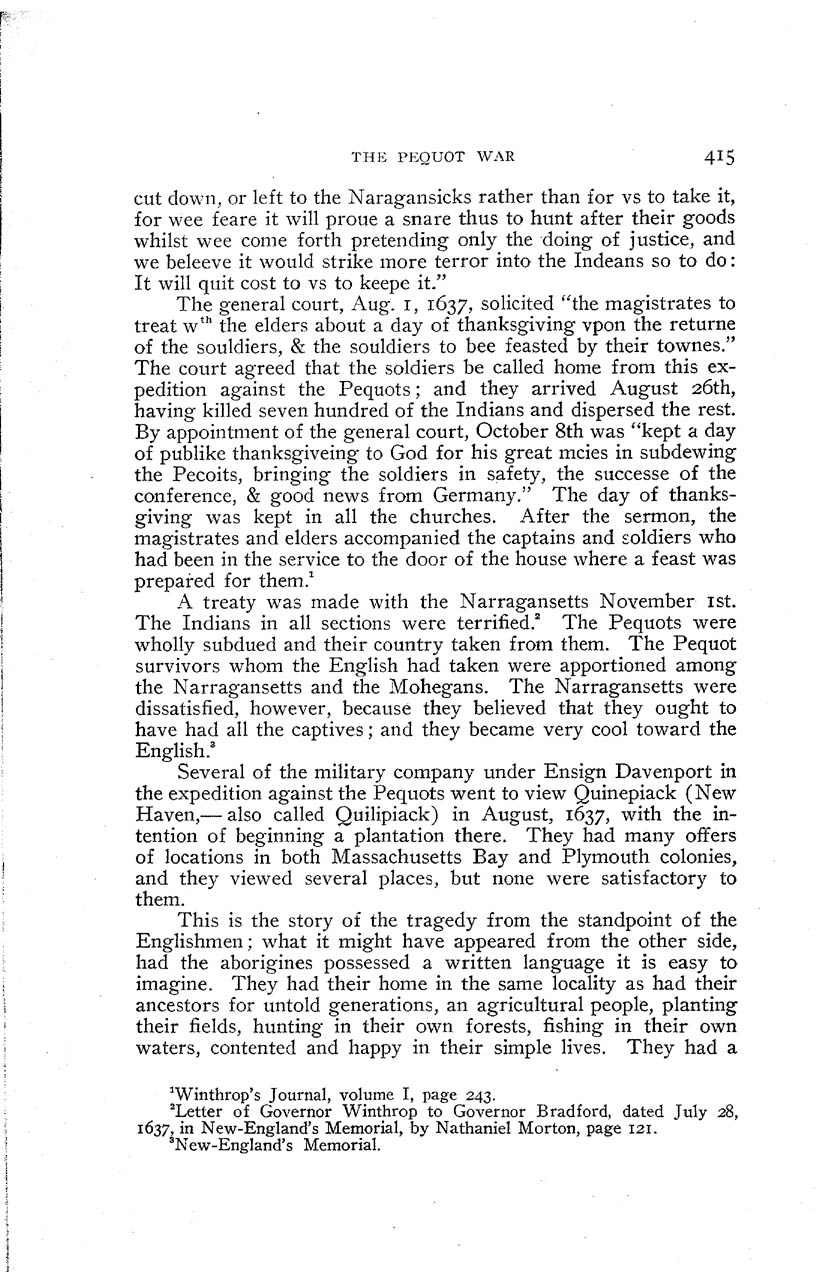 THE PEQUOT WAR 415
cut down, or left to the Naragansicks rather than for vs to take it,
for wee feare it will proue a snare thus to hunt after their goods
whilst wee come forth pretending only the doing of justice, and
we beleeve it would strike more terror into the Indeans so to do:
It will quit cost to vs to keepe it.”
The general court, Aug. 1, 1637, solicited “the magistrates to
treat wᵗʰ the elders about a day of thanksgiving vpon the returne
of the souldiers, & the souldiers to bee feasted by their townes.”
The court agreed that the soldiers be called home from this ex-
pedition against the Pequots; and they arrived August 26th,
having killed seven hundred of the Indians and dispersed the rest.
By appointment of the general court, October 8th was “kept a day
of publike thanksgiveing to God for his great mcies in subdewing
the Pecoits, bringing the soldiers in safety, the successe of the
conference, & good news from Germany.” The day of thanks-
giving was kept in all the churches. After the sermon, the
magistrates and elders accompanied the captains and soldiers who
had been in the service to the door of the house where a feast was
prepared for them.¹
A treaty was made with the Narragansetts November 1st.
The Indians in all sections were terrified.² The Pequots were
wholly subdued and their country taken from them. The Pequot
survivors whom the English had taken were apportioned among
the Narragansetts and the Mohegans. The Narragansetts were
dissatisfied, however, because they believed that they ought to
have had all the captives; and they became very cool toward the
English.³
Several of the military company under Ensign Davenport in
the expedition against the Pequots went to view Quinepiack (New
Haven,— also called Quilipiack) in August, 1637, with the in-
tention of beginning a plantation there. They had many offers
of locations in both Massachusetts Bay and Plymouth colonies,
and they viewed several places, but none were satisfactory to
them.
This is the story of the tragedy from the standpoint of the
Englishmen; what it might have appeared from the other side,
had the aborigines possessed a written language it is easy to
imagine. They had their home in the same locality as had their
ancestors for untold generations, an agricultural people, planting
their fields, hunting in their own forests, fishing in their own
waters, contented and happy in their simple lives. They had a
¹Winthrop's Journal, volume I, page 243.
²Letter of Governor Winthrop to Governor Bradford, dated July 28,
1637, in New-England's Memorial, by Nathaniel Morton, page 121.
³New-England's Memorial.